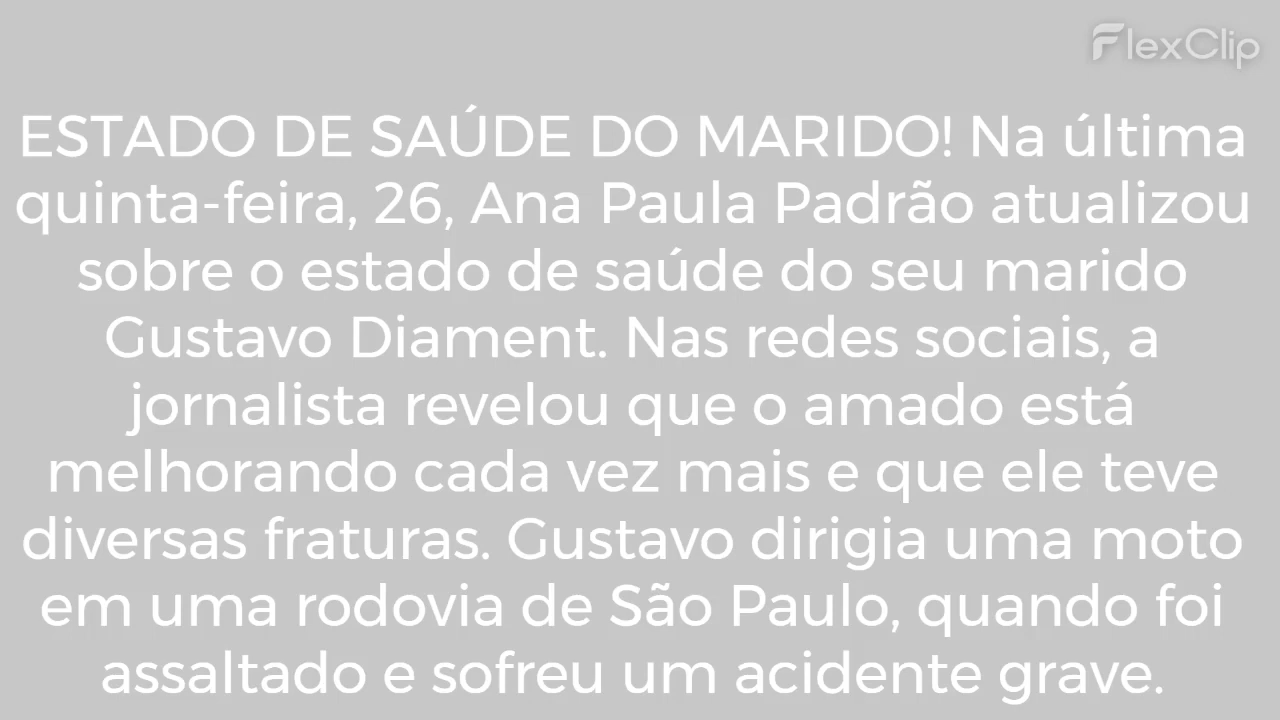 FlexClip
ESTADO DE SAÚDE DO MARIDO! Na última
quinta-feira, 26, Ana Paula Padrão atualizou
sobre o estado de saúde do seu marido
Gustavo Diament. Nas redes sociais, a
jornalista revelou que o amado está
melhorando cada vez mais e que ele teve
diversas fraturas. Gustavo dirigia uma moto
em uma rodovia de São Paulo, quando foi
assaltado e sofreu um acidente grave.